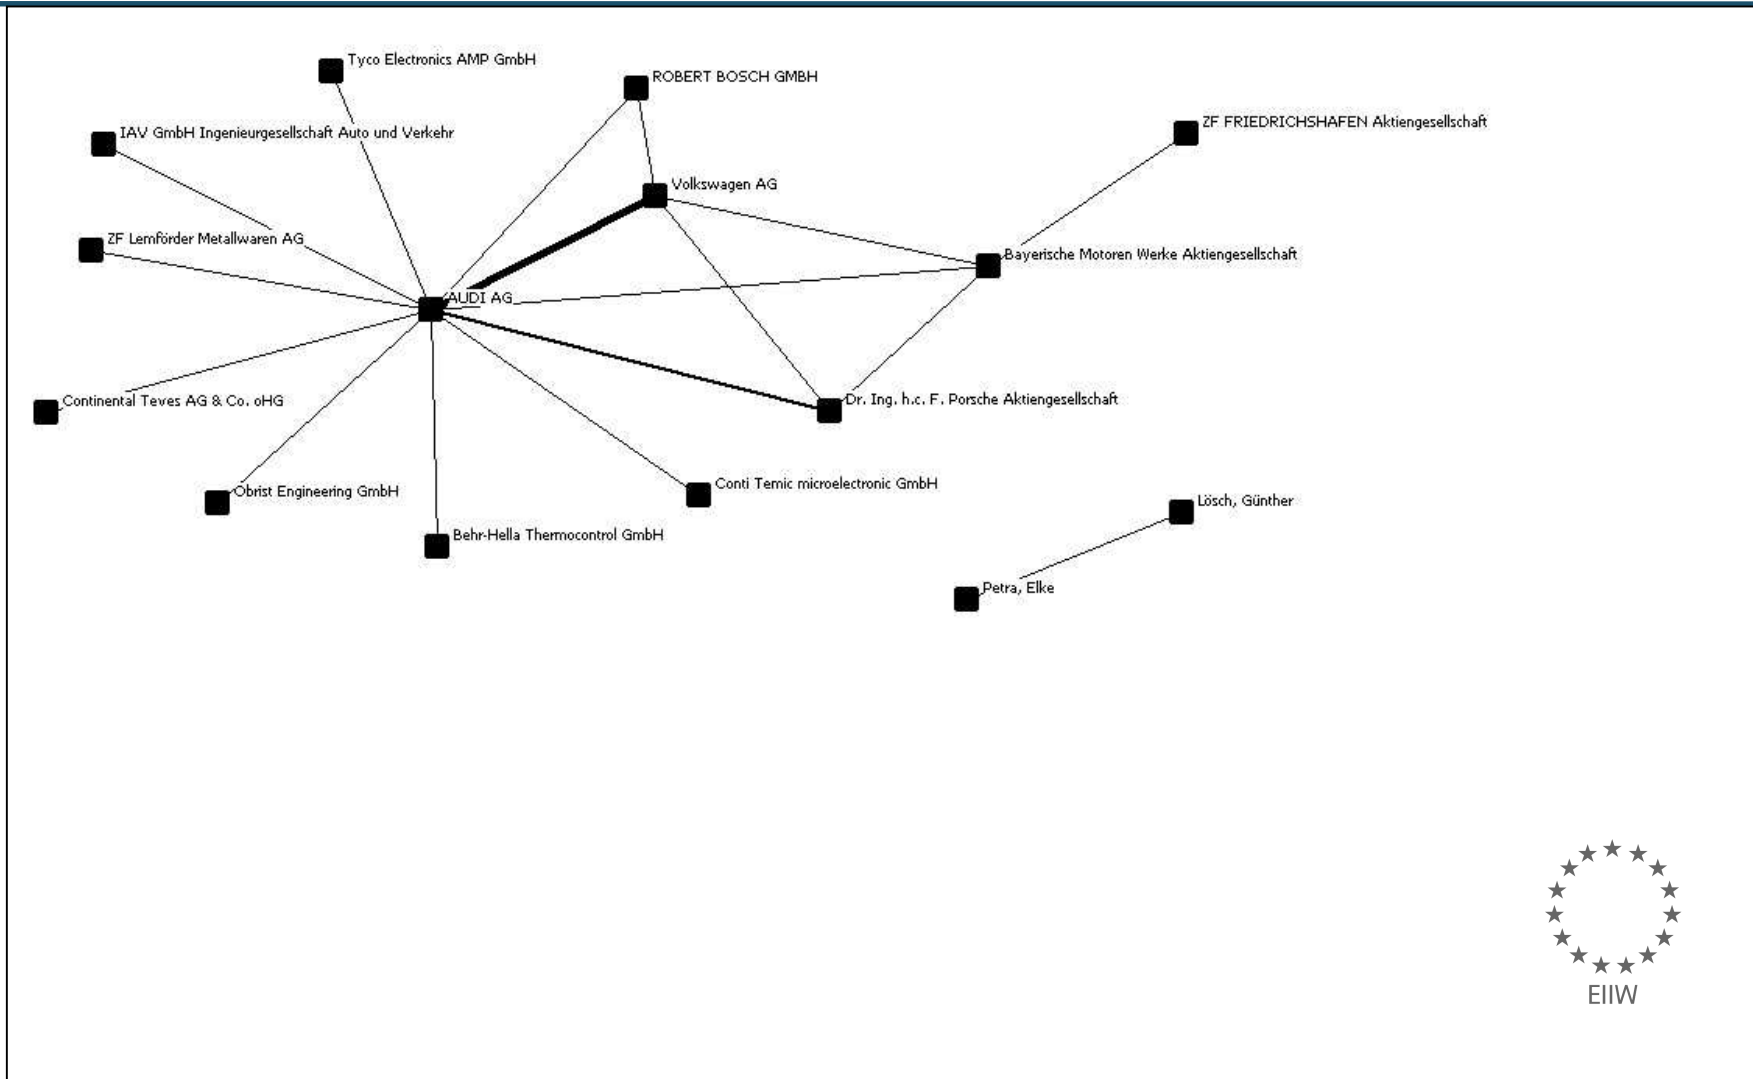 Tyco Electronics AMP GmbH
ROBERT BOSCH GMBH
ZF FRIEDRICHSHAFEN Aktiengesellschaft
IAV GmbH Ingenieurgesellschaft Auto und Verkehr
Volkswagen AG
ZF Lemförder Metallwaren AG
Bayerische Motoren Werke Aktiengesellschaft
AUDI AG
Continental Teves AG & Co. oHG
Dr. Ing. h.c. F. Porsche Aktiengesellschaft
Obrist Engineering GmbH
Conti Temic microelectronic GmbH
Lösch, Günther
Behr-Hella Thermocontrol GmbH
Petra, Elke
EIIW